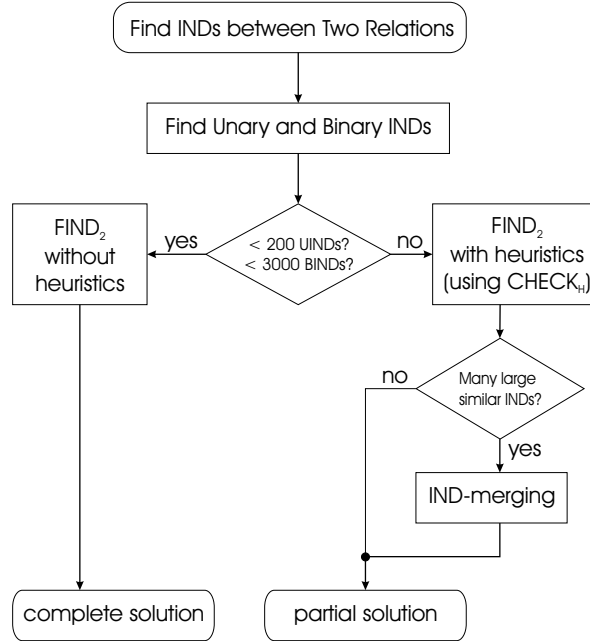 Find INDs between Two Relations
Find Unary and Binary INDs
yes
< 200 UINDs?
< 3000 BINDs?
no
FIND₂
without
heuristics
FIND₂
with heuristics
(using CHECK_H)
no
Many large
similar INDs?
yes
IND-merging
complete solution
partial solution